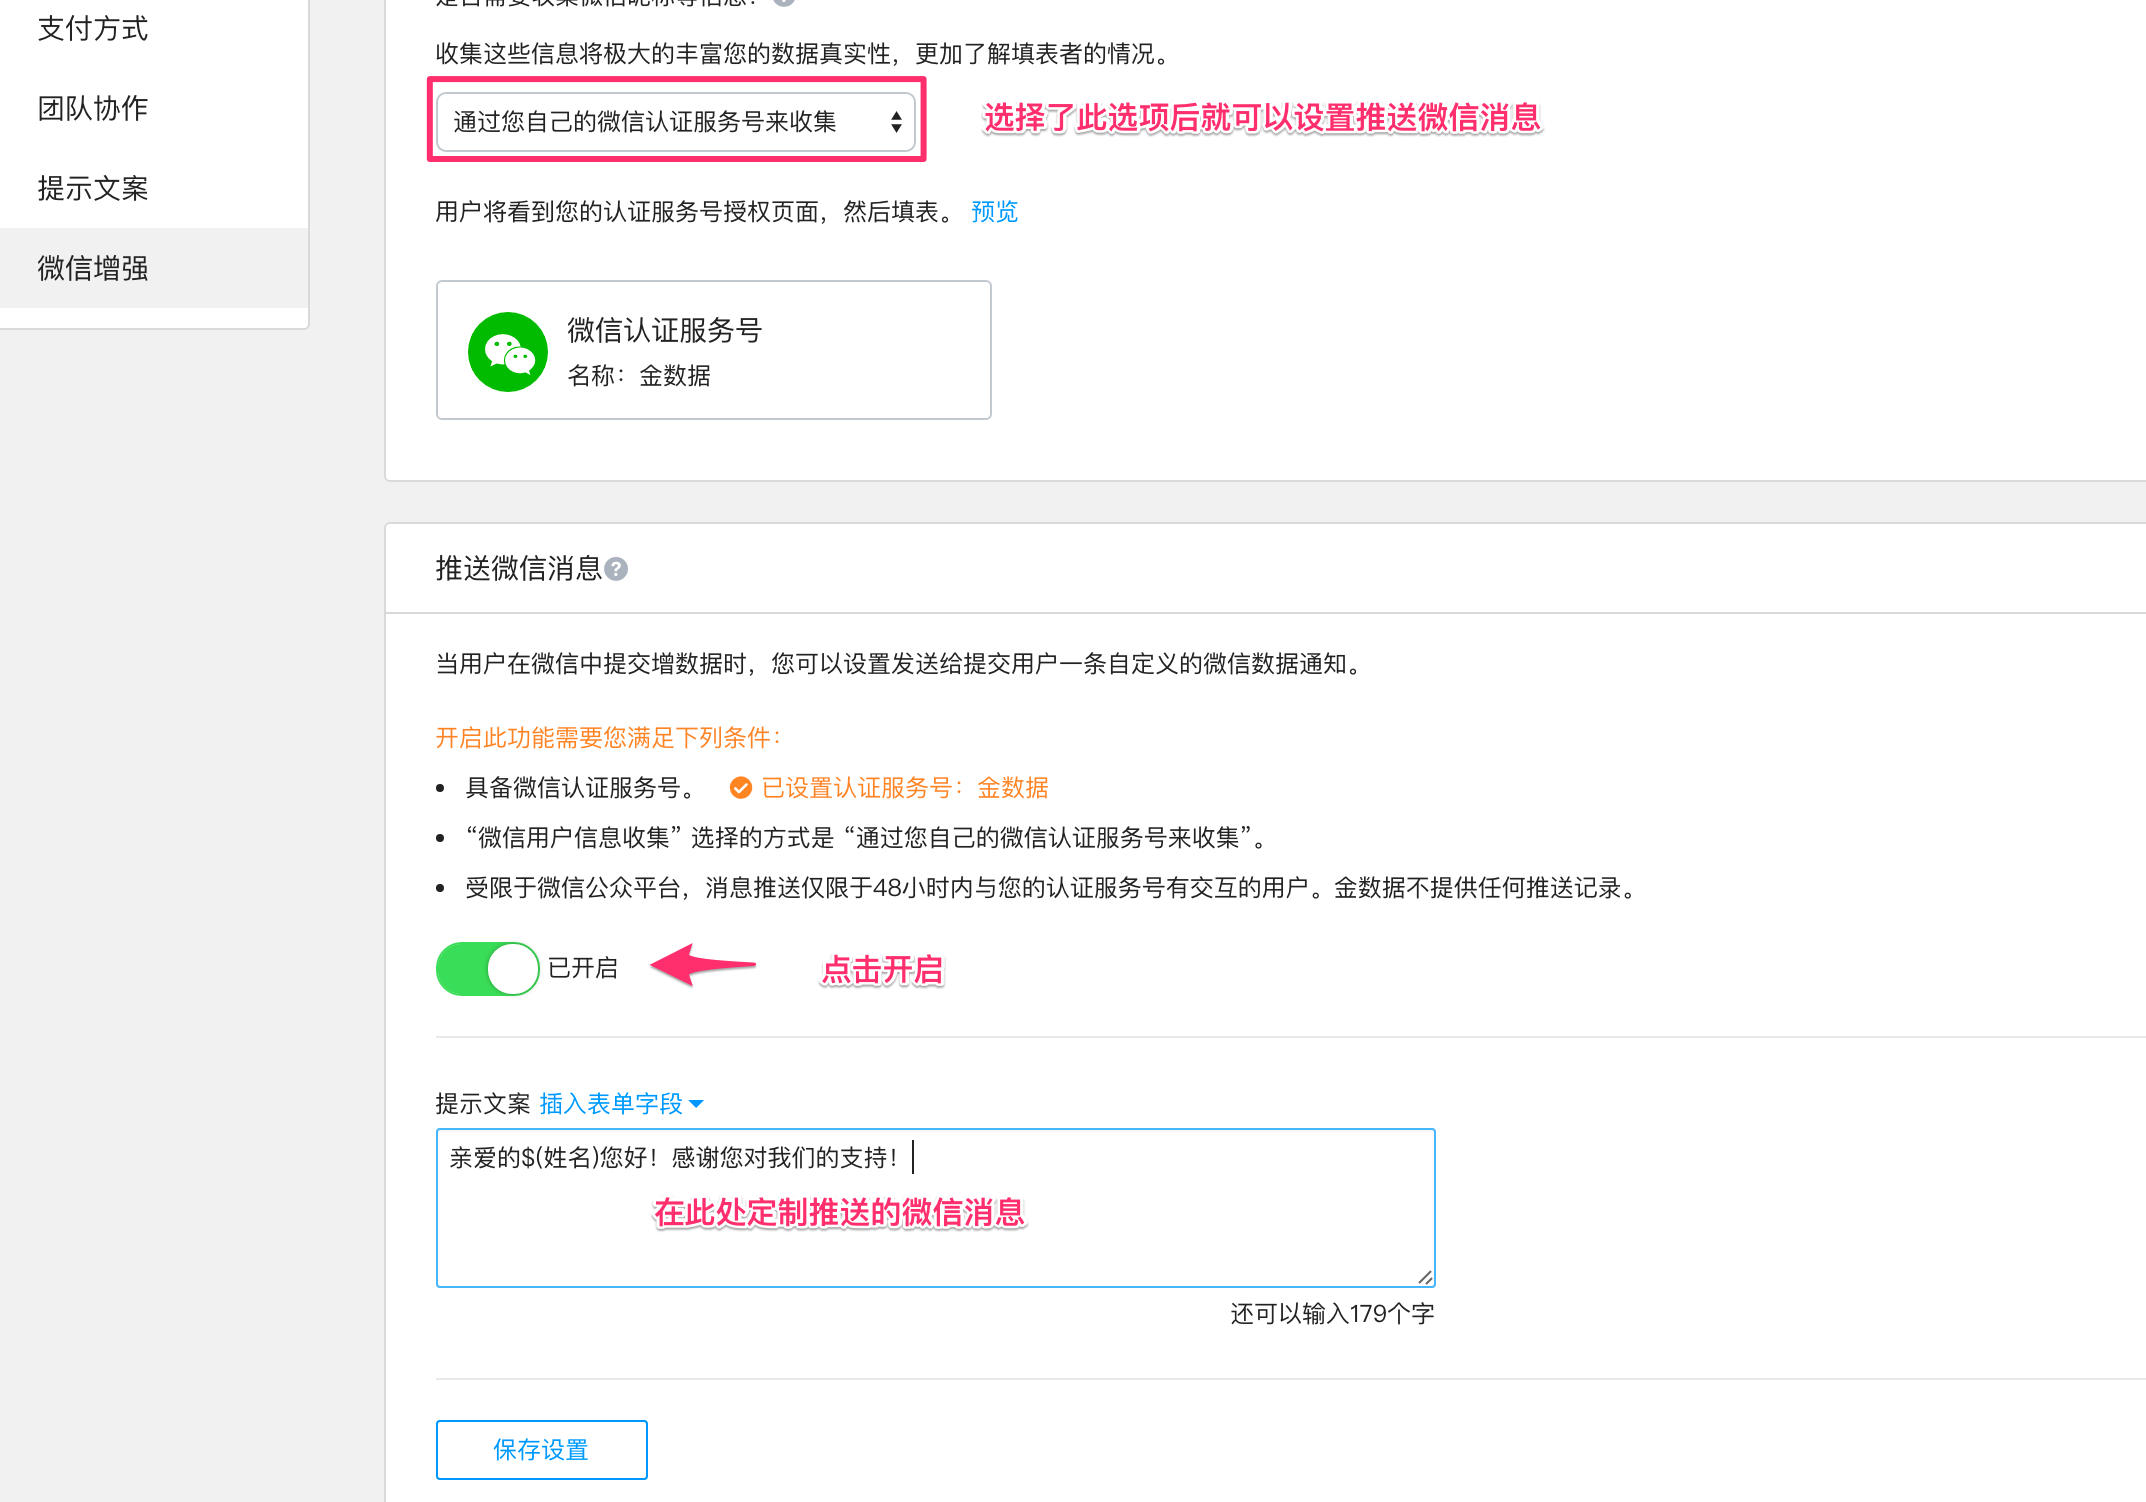 支付方式
团队协作
提示文案
微信增强
是否需要收集微信昵称等信息：
收集这些信息将极大的丰富您的数据真实性，更加了解填表者的情况。
通过您自己的微信认证服务号来收集
选择了此选项后就可以设置推送微信消息
用户将看到您的认证服务号授权页面，然后填表。 预览
微信认证服务号
名称：金数据
推送微信消息?
当用户在微信中提交增数据时，您可以设置发送给提交用户一条自定义的微信数据通知。
开启此功能需要您满足下列条件：
• 具备微信认证服务号。 已设置认证服务号：金数据
• “微信用户信息收集” 选择的方式是 “通过您自己的微信认证服务号来收集”。
• 受限于微信公众平台，消息推送仅限于48小时内与您的认证服务号有交互的用户。金数据不提供任何推送记录。
已开启 点击开启
提示文案 插入表单字段
亲爱的$(姓名)您好！感谢您对我们的支持！
在此处定制推送的微信消息
还可以输入179个字
保存设置